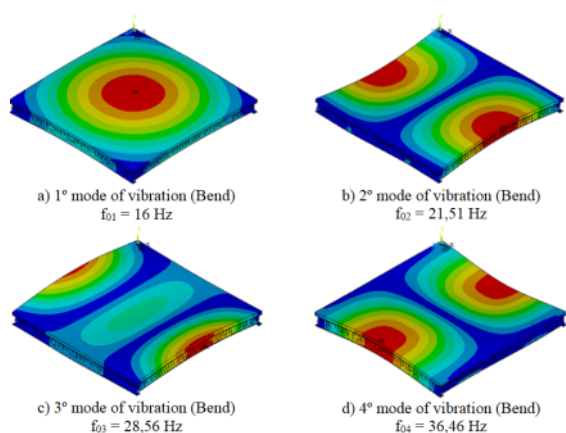 a) 1º mode of vibration (Bend)
f01 = 16 Hz
b) 2º mode of vibration (Bend)
f02 = 21,51 Hz
c) 3º mode of vibration (Bend)
f03 = 28,56 Hz
d) 4º mode of vibration (Bend)
f04 = 36,46 Hz